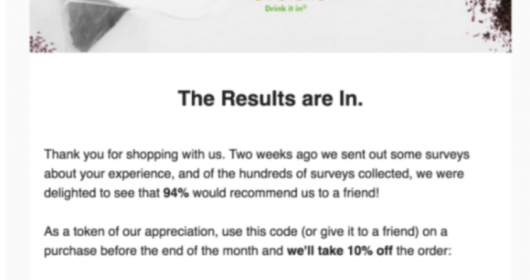 Drink it in®
The Results are In.
Thank you for shopping with us. Two weeks ago we sent out some surveys
about your experience, and of the hundreds of surveys collected, we were
delighted to see that 94% would recommend us to a friend!
As a token of our appreciation, use this code (or give it to a friend) on a
purchase before the end of the month and we'll take 10% off the order: